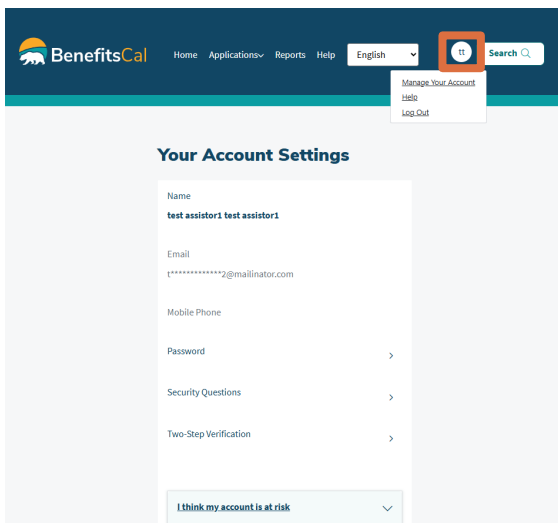 BenefitsCal Home Applications Reports Help English tt Search
Manage Your Account
Help
Log Out
Your Account Settings
Name
test assistor1 test assistor1
Email
t*************2@mailinator.com
Mobile Phone
Password
Security Questions
Two-Step Verification
I think my account is at risk